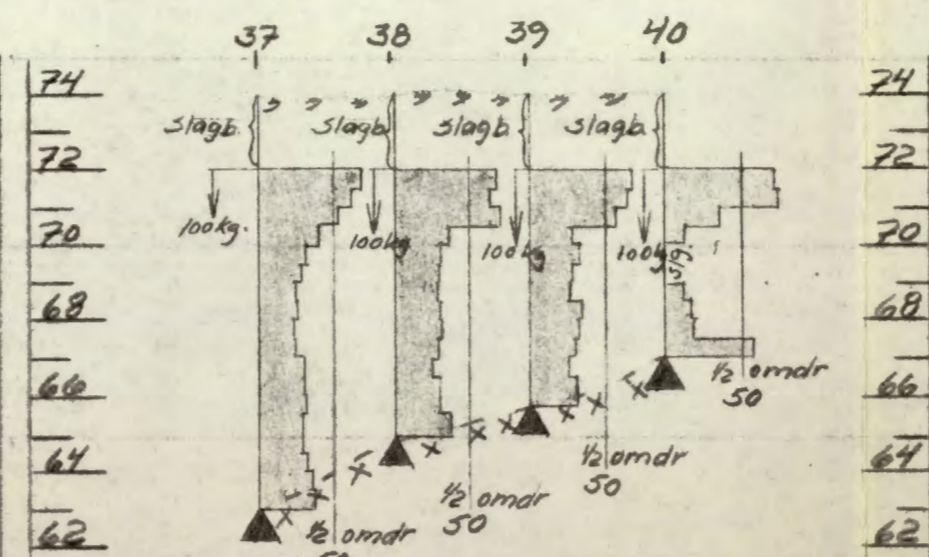 37 38 39 40
74 74
Slagb. Slagb Slagb. Slagb.
72 72
100kg.
70 100kg 100kg 100kg slg. 70
68 68
66 1/2 omdr 66
50
64 1/2 omdr 64
50
1/2 omdr
50
62 1/2 omdr 62
50